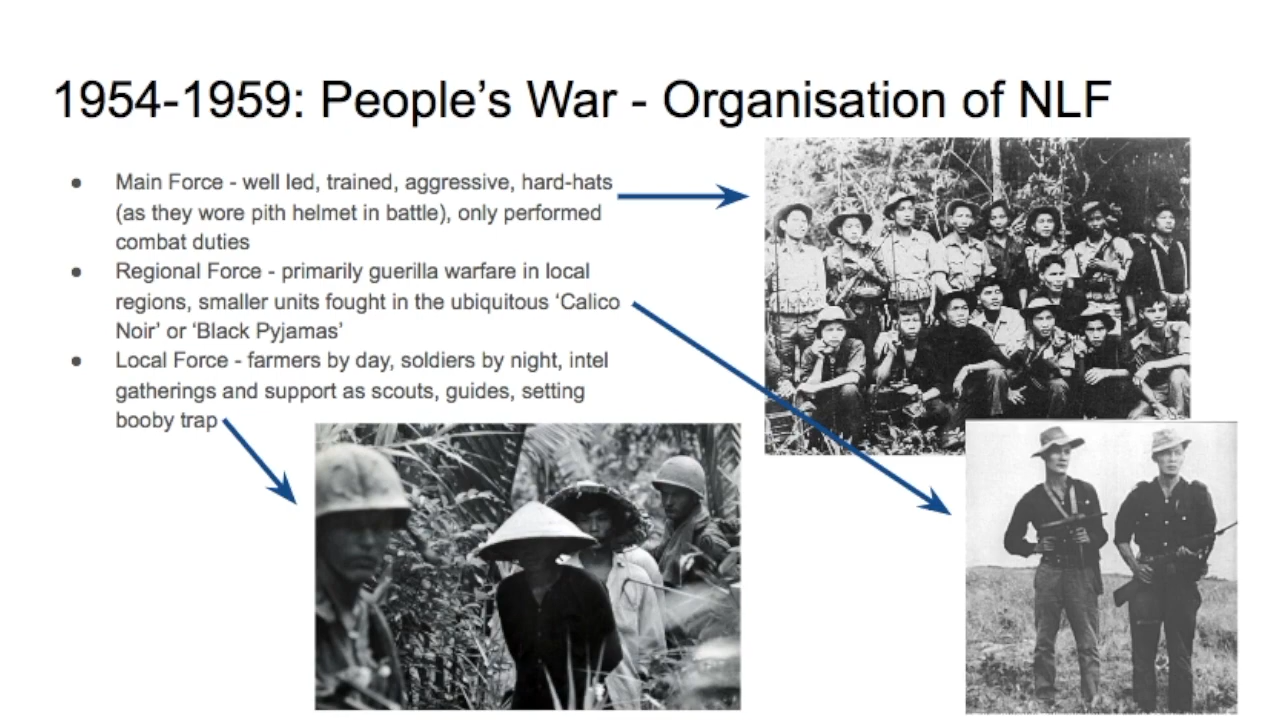 1954-1959: People’s War - Organisation of NLF
● Main Force - well led, trained, aggressive, hard-hats
(as they wore pith helmet in battle), only performed
combat duties
● Regional Force - primarily guerilla warfare in local
regions, smaller units fought in the ubiquitous ‘Calico
Noir’ or ‘Black Pyjamas’
● Local Force - farmers by day, soldiers by night, intel
gatherings and support as scouts, guides, setting
booby trap